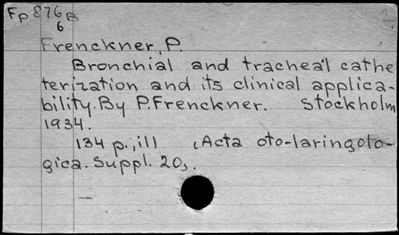 Fp 876 B
6
Frenckner, P.
Bronchial and tracheal cathe
terization and its clinical applica-
bility. By P. Frenckner. Stockholm
1934.
134 p., ill (Acta oto-laringolo-
gica. Suppl. 20).